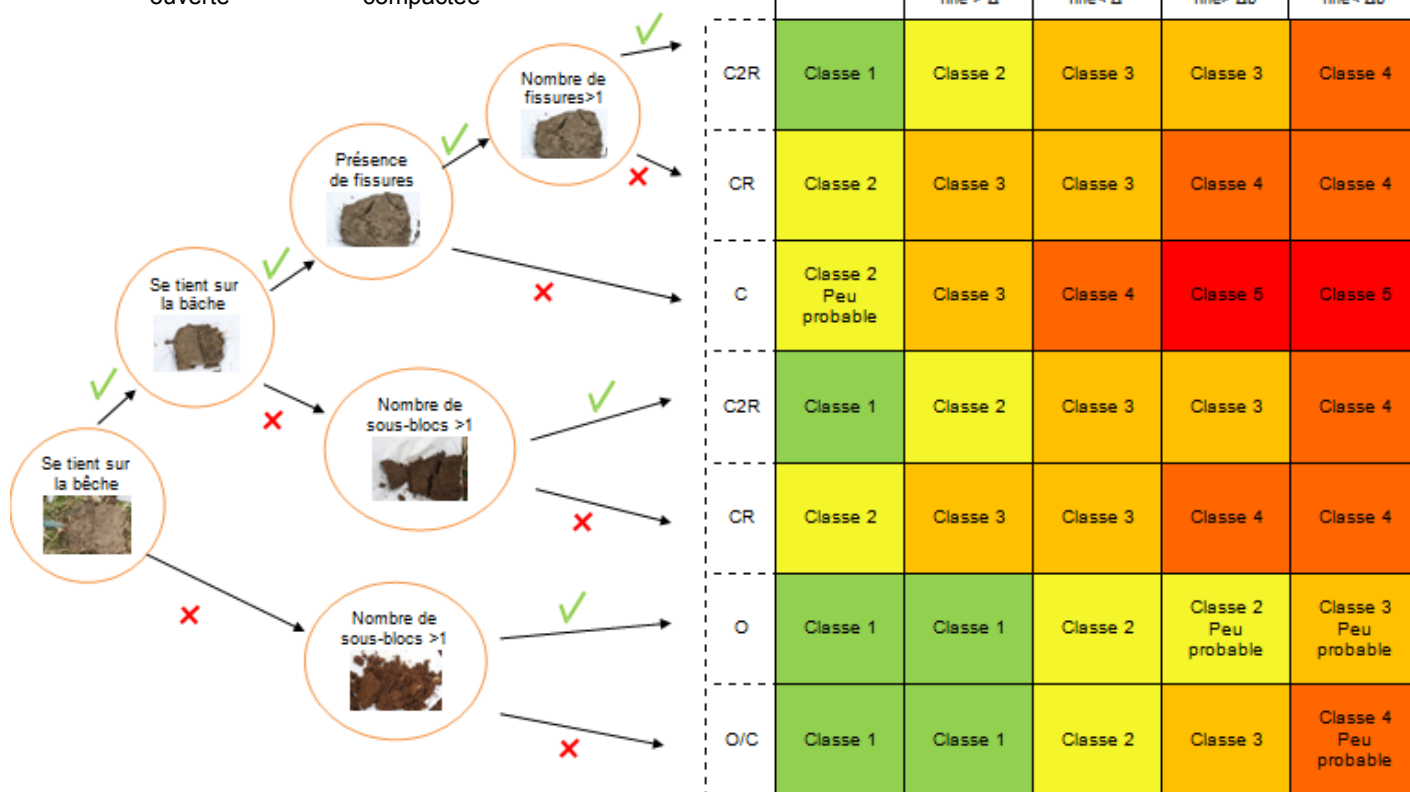 ouverte compactée
Nombre de
fissures>1
Présence
de fissures
Se tient sur
la bâche
Nombre de
sous-blocs >1
Se tient sur
la bêche
Nombre de
sous-blocs >1
C2R Classe 1 Classe 2 Classe 3 Classe 3 Classe 4
CR Classe 2 Classe 3 Classe 3 Classe 4 Classe 4
C Classe 2 Peu probable Classe 3 Classe 4 Classe 5 Classe 5
C2R Classe 1 Classe 2 Classe 3 Classe 3 Classe 4
CR Classe 2 Classe 3 Classe 3 Classe 4 Classe 4
O Classe 1 Classe 1 Classe 2 Classe 2 Peu probable Classe 3 Peu probable
O/C Classe 1 Classe 1 Classe 2 Classe 3 Classe 4 Peu probable